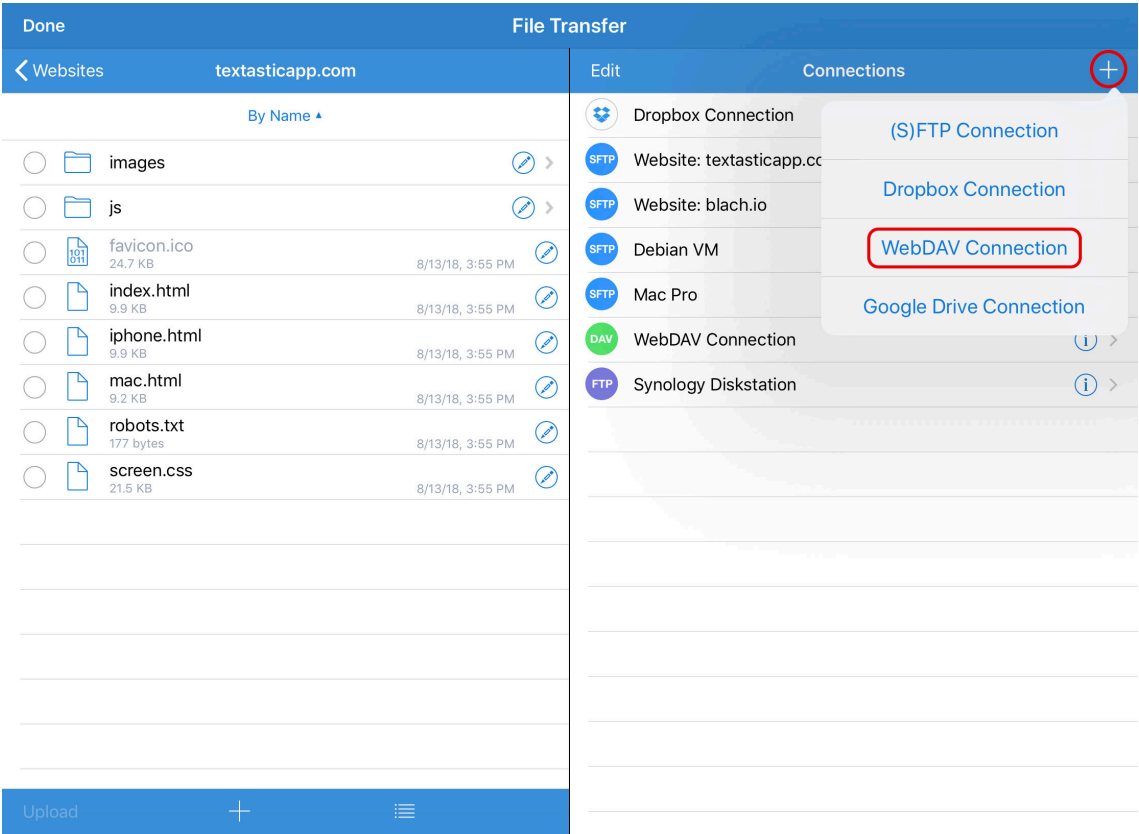 Done
File Transfer
Websites
textasticapp.com
By Name ▲
images
js
101
011
favicon.ico
24.7 KB
8/13/18, 3:55 PM
index.html
9.9 KB
8/13/18, 3:55 PM
iphone.html
9.9 KB
8/13/18, 3:55 PM
mac.html
9.2 KB
8/13/18, 3:55 PM
robots.txt
177 bytes
8/13/18, 3:55 PM
screen.css
21.5 KB
8/13/18, 3:55 PM
Upload
Edit
Connections
Dropbox Connection
SFTP
Website: textasticapp.cc
SFTP
Website: blach.io
SFTP
Debian VM
SFTP
Mac Pro
DAV
WebDAV Connection
FTP
Synology Diskstation
(S)FTP Connection
Dropbox Connection
WebDAV Connection
Google Drive Connection